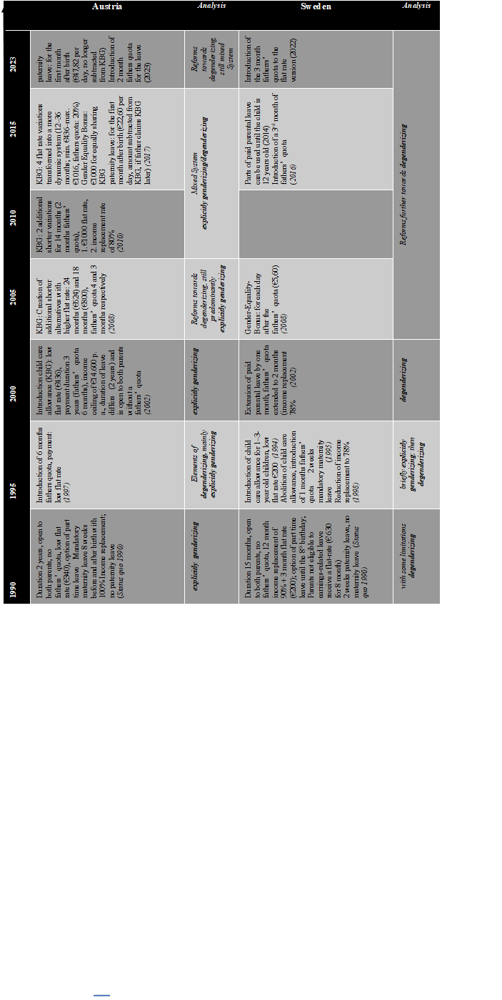 1990
1995
2000
2005
2010
2015
2023
Austria
Duration 2 years, open to
both parents, no
fathers’ quota, low flat
rate (€340), option of part
time leave Mandatory
maternity leave 8 weeks
before and after birth with
100% Income replacement;
no paternity leave
(Status quo 1990)
Introduction of 6 months
fathers quota, payment:
low flat rate
(1997)
Introduction child care
allowance (KBG): low
flat rate (€436),
payment duration 3
years (fathers’ quota
6 months), income
ceiling of €14.600 p.
a., duration of leave
differs (2 years) and
is open to both parents
without a
fathers’ quota
(2002)
KBG: Creation of
additional shorter
alternatives with
higher flat rate: 24
months (€624) and 18
months (€800),
fathers’ quota 4 and 3
months respectively
(2008)
KBG: 2 additional
shorter variations
for 14 months (2
months fathers’
quota),
1. €1000 flat rate,
2: income
replacement rate
of 80%
(2010)
KBG: 4 flat rate variations
transformed into a more
dynamic system (12–36
months; min. €436-max.
€1016, fathers quota: 20%)
Gender Equality Bonus:
€1000 for equally sharing
KBG
paternity leave: for the first
month after birth (€22,60 per
day, amount subtracted from
KBG, if father claims KBG
later) (2017)
paternity
leave: for the
first month
after birth
(€47,82 per
day, no longer
subtracted
from KBG)
Introduction of
2 month
fathers quota
for the leave
(2023)
Analysis
explicitly genderizing
Elements of
degenderizing, mainly
explicitly genderizing
explicitly genderizing
Reforms towards
degenderizing, still
predominantly
explicitly genderizing
Mixed System
explicitly genderizing/degenderizing
Reforms
towards
degenderizing,
still mixed
System
Sweden
Duration 15 months, open
to both parents, no
fathers’ quota, 12 month
income replacement of
90% + 3 month flat rate
(€200); option of part time
leave until the 8th birthday;
Parents not eligible to
earnings-related leave
receive a flat-rate (€ 630
for 8 month)
2 weeks paternity leave, no
maternity leave (Status
quo 1990)
Introduction of child
care allowance for 1–3-
year old children, low
flat rate €200 (1994)
Abolition of child care
allowance, introduction
of 1 months fathers’
quota 2 weeks
mandatory maternity
leave (1995)
Reduction of income
replacement to 78%
(1998)
Extension of paid
parental leave by one
month, fathers’ quota
extended to 2 months
(income replacement
78% (2002)
Gender-Equality-
Bonus: for each day
after the
fathers’ quota (€5,60)
(2008)
Parts of paid parental leave
can be used until the child is
12 years old (2014)
Introduction of a 3rd month of
fathers’ quota
(2016)
Introduction of
the 3 month
fathers’
quota to the
flat rate
version (2022)
Analysis
with some limitations
degenderizing
briefly explicitly
genderizing; then
degenderizing
degenderizing
Reforms further towards degenderizing